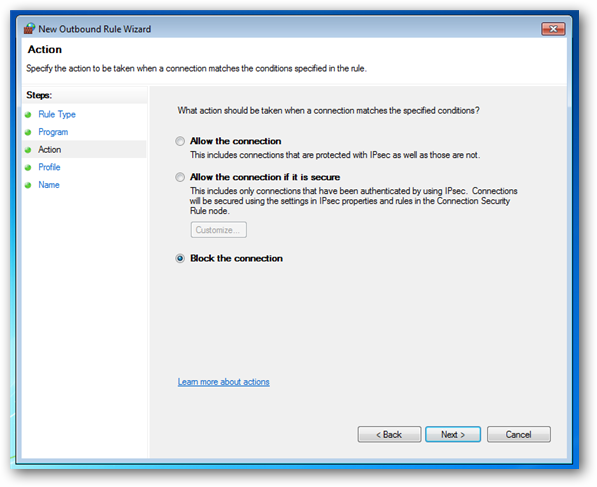 New Outbound Rule Wizard
Action
Specify the action to be taken when a connection matches the conditions specified in the rule.
Steps:
Rule Type
Program
Action
Profile
Name
What action should be taken when a connection matches the specified conditions?
Allow the connection
This includes connections that are protected with IPsec as well as those are not.
Allow the connection if it is secure
This includes only connections that have been authenticated by using IPsec. Connections
will be secured using the settings in IPsec properties and rules in the Connection Security
Rule node.
Customize...
Block the connection
Learn more about actions
< Back
Next >
Cancel